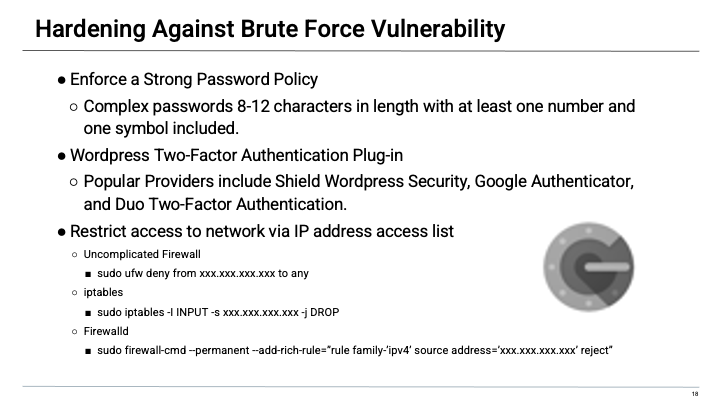 Hardening Against Brute Force Vulnerability
● Enforce a Strong Password Policy
○ Complex passwords 8-12 characters in length with at least one number and
one symbol included.
● Wordpress Two-Factor Authentication Plug-in
○ Popular Providers include Shield Wordpress Security, Google Authenticator,
and Duo Two-Factor Authentication.
● Restrict access to network via IP address access list
○ Uncomplicated Firewall
■ sudo ufw deny from xxx.xxx.xxx.xxx to any
○ iptables
■ sudo iptables -I INPUT -s xxx.xxx.xxx.xxx -j DROP
○ Firewalld
■ sudo firewall-cmd --permanent --add-rich-rule=”rule family-‘ipv4’ source address=’xxx.xxx.xxx.xxx’ reject”
18